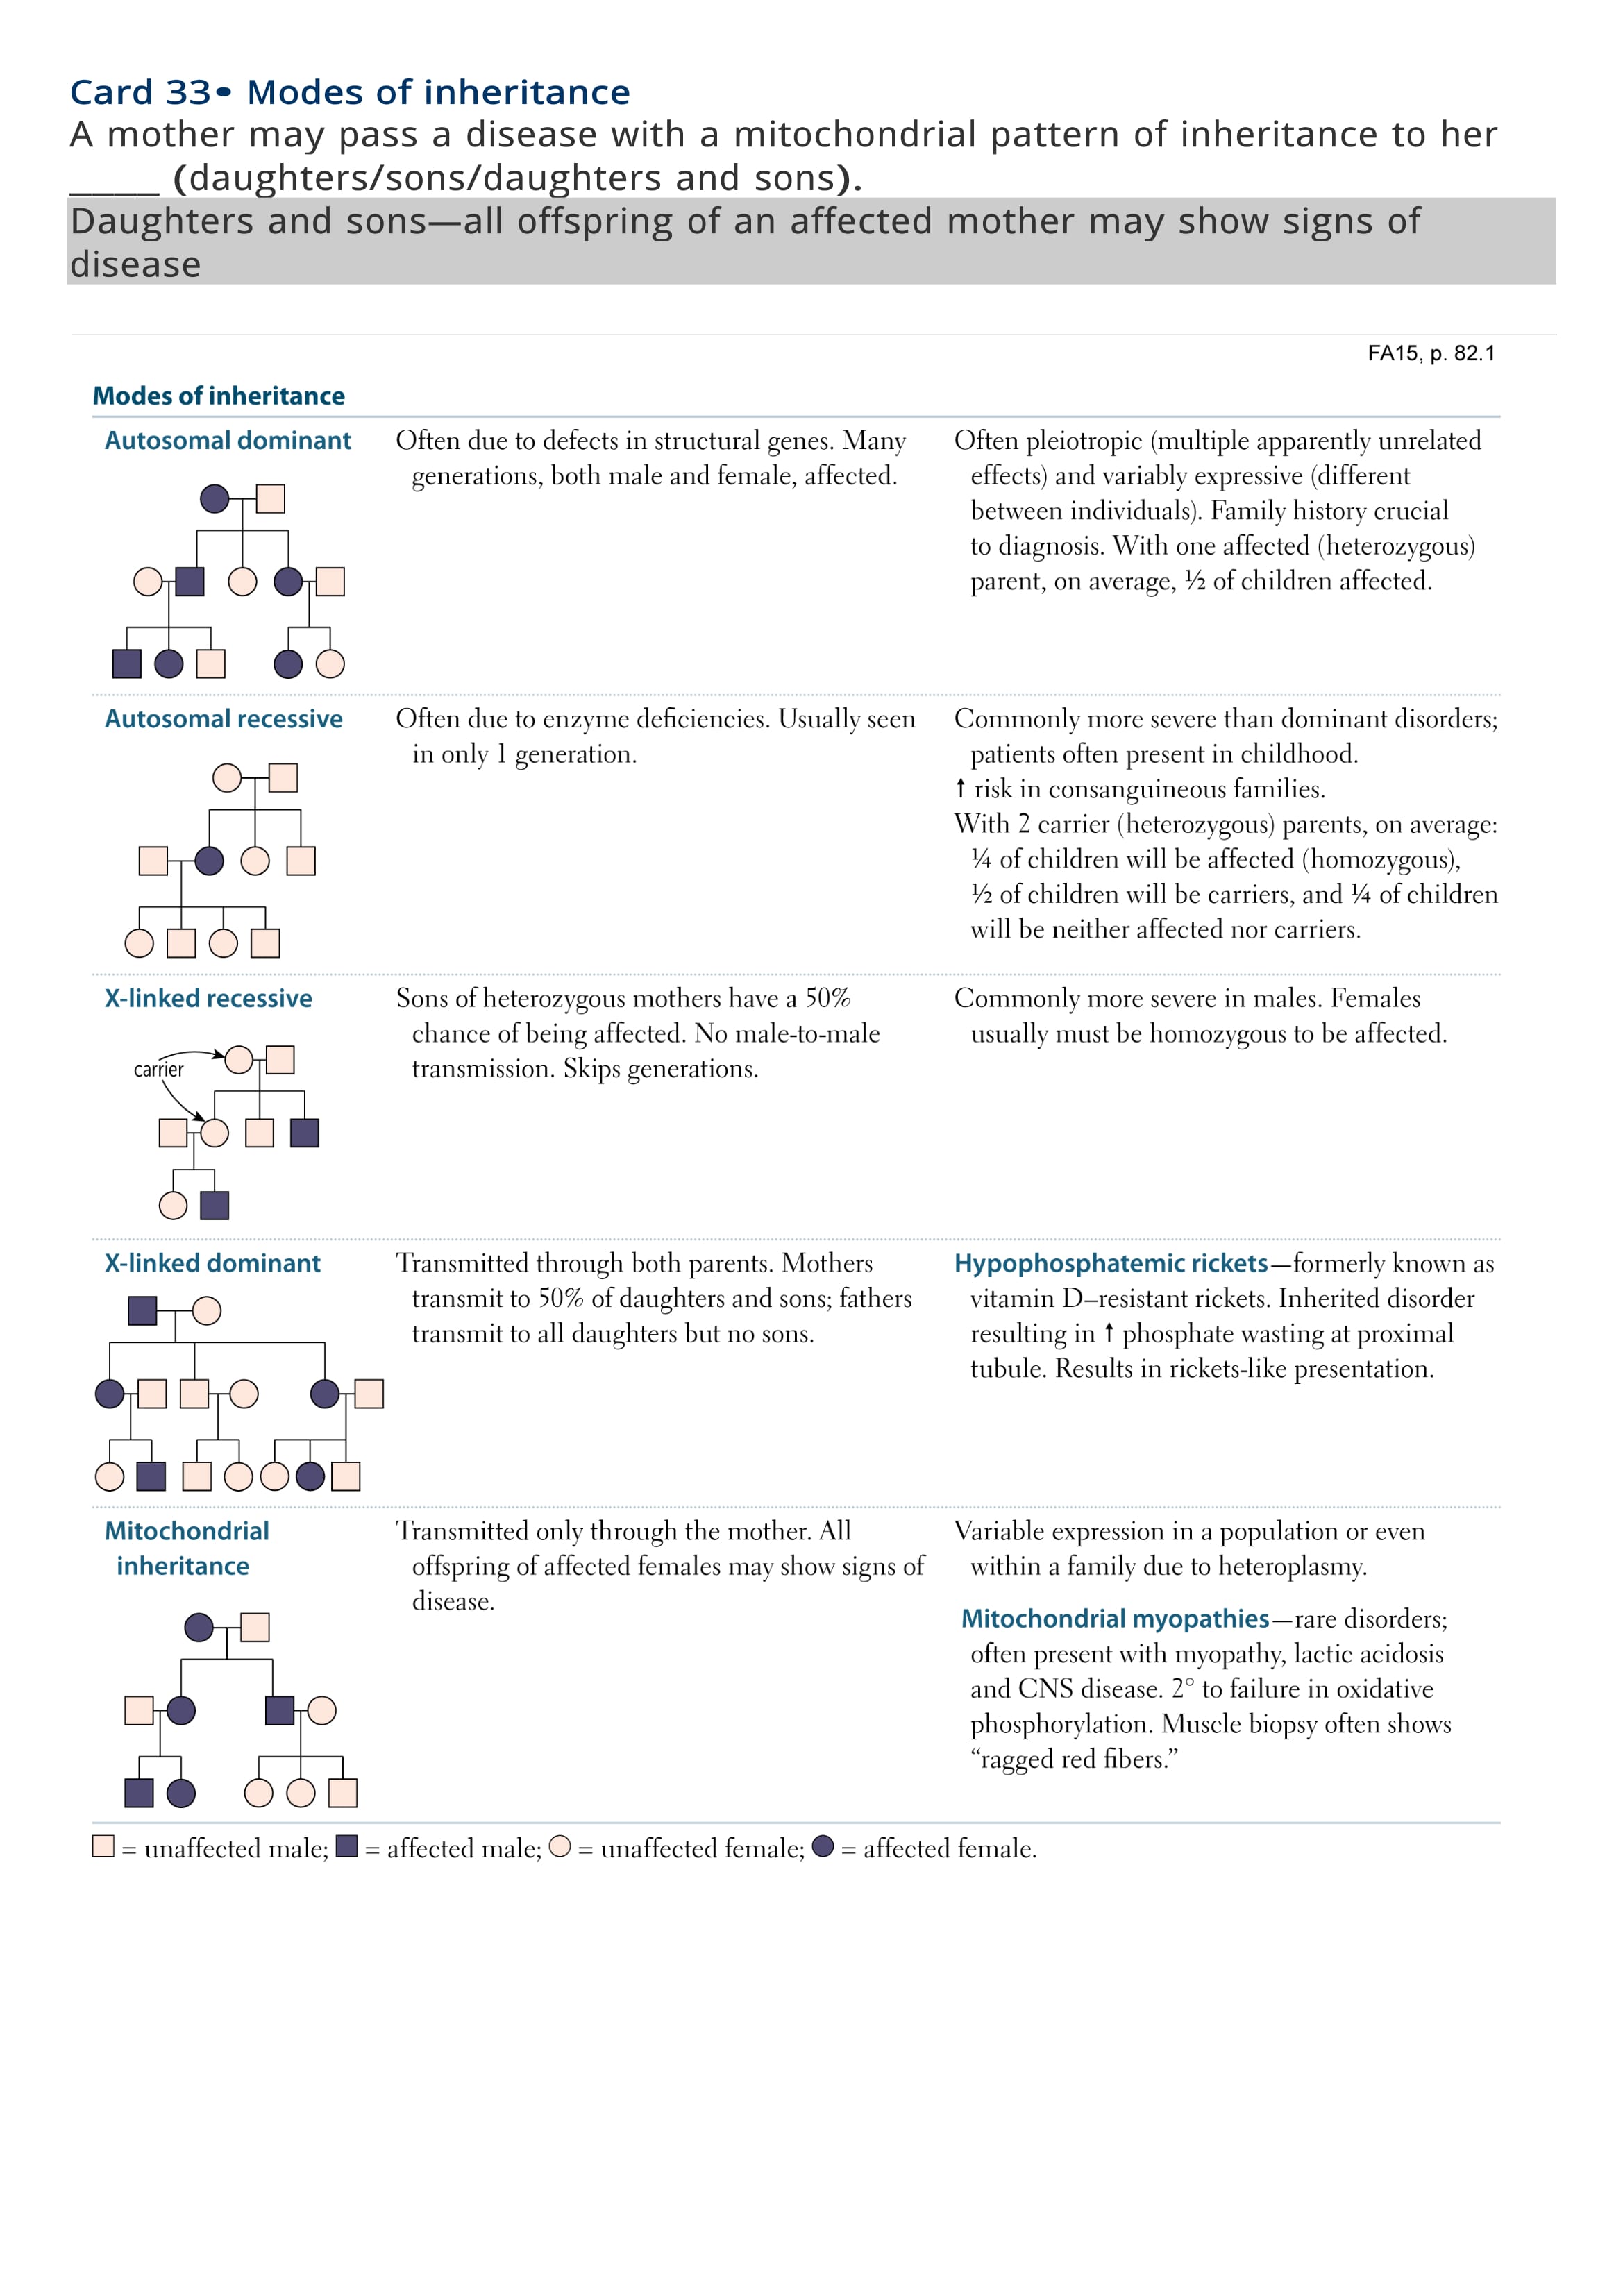 Card 33• Modes of inheritance
A mother may pass a disease with a mitochondrial pattern of inheritance to her
____ (daughters/sons/daughters and sons).
Daughters and sons—all offspring of an affected mother may show signs of
disease
FA15, p. 82.1
Modes of inheritance
Autosomal dominant
Often due to defects in structural genes. Many
generations, both male and female, affected.
Often pleiotropic (multiple apparently unrelated
effects) and variably expressive (different
between individuals). Family history crucial
to diagnosis. With one affected (heterozygous)
parent, on average, ½ of children affected.
Autosomal recessive
Often due to enzyme deficiencies. Usually seen
in only 1 generation.
Commonly more severe than dominant disorders;
patients often present in childhood.
↑ risk in consanguineous families.
With 2 carrier (heterozygous) parents, on average:
¼ of children will be affected (homozygous),
½ of children will be carriers, and ¼ of children
will be neither affected nor carriers.
X-linked recessive
carrier
Sons of heterozygous mothers have a 50%
chance of being affected. No male-to-male
transmission. Skips generations.
Commonly more severe in males. Females
usually must be homozygous to be affected.
X-linked dominant
Transmitted through both parents. Mothers
transmit to 50% of daughters and sons; fathers
transmit to all daughters but no sons.
Hypophosphatemic rickets—formerly known as
vitamin D–resistant rickets. Inherited disorder
resulting in ↑ phosphate wasting at proximal
tubule. Results in rickets-like presentation.
Mitochondrial
inheritance
Transmitted only through the mother. All
offspring of affected females may show signs of
disease.
Variable expression in a population or even
within a family due to heteroplasmy.
Mitochondrial myopathies—rare disorders;
often present with myopathy, lactic acidosis
and CNS disease. 2° to failure in oxidative
phosphorylation. Muscle biopsy often shows
“ragged red fibers.”
= unaffected male; = affected male; = unaffected female; = affected female.